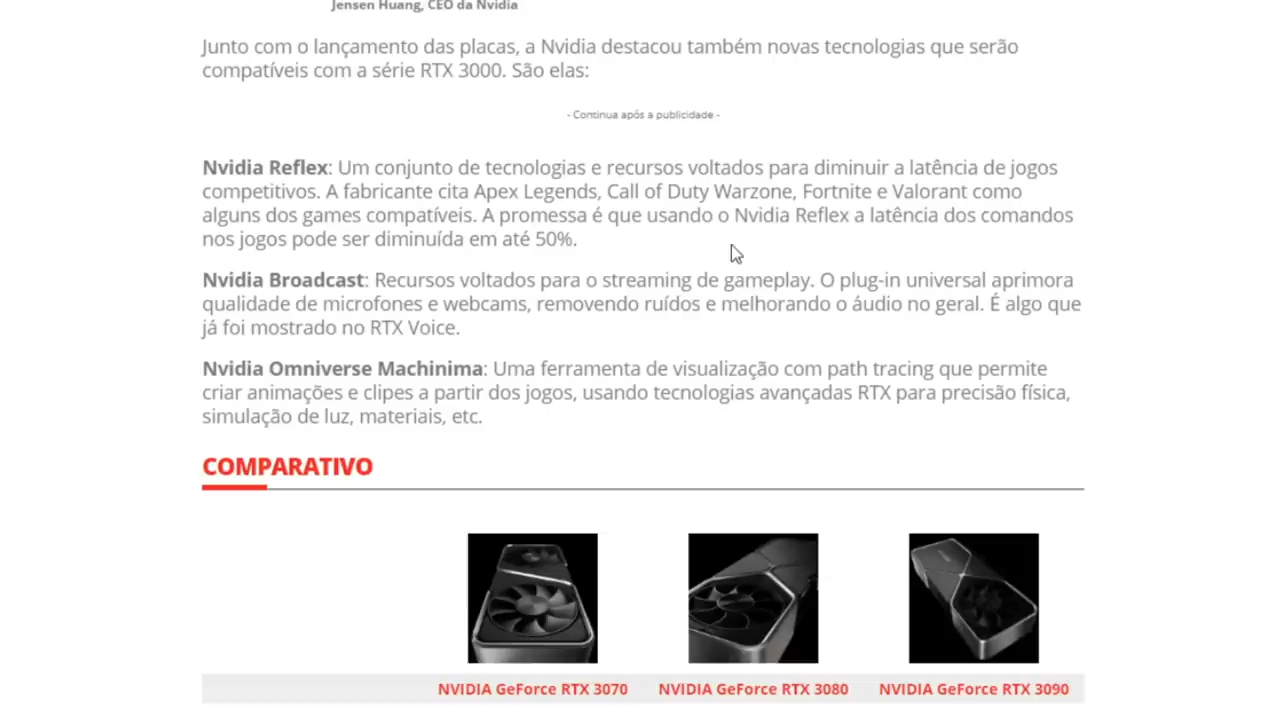 Jensen Huang, CEO da Nvidia
Junto com o lançamento das placas, a Nvidia destacou também novas tecnologias que serão
compatíveis com a série RTX 3000. São elas:
- Continua após a publicidade -
Nvidia Reflex: Um conjunto de tecnologias e recursos voltados para diminuir a latência de jogos
competitivos. A fabricante cita Apex Legends, Call of Duty Warzone, Fortnite e Valorant como
alguns dos games compatíveis. A promessa é que usando o Nvidia Reflex a latência dos comandos
nos jogos pode ser diminuída em até 50%.
Nvidia Broadcast: Recursos voltados para o streaming de gameplay. O plug-in universal aprimora
qualidade de microfones e webcams, removendo ruídos e melhorando o áudio no geral. É algo que
já foi mostrado no RTX Voice.
Nvidia Omniverse Machinima: Uma ferramenta de visualização com path tracing que permite
criar animações e clipes a partir dos jogos, usando tecnologias avançadas RTX para precisão física,
simulação de luz, materiais, etc.
COMPARATIVO
NVIDIA GeForce RTX 3070 NVIDIA GeForce RTX 3080 NVIDIA GeForce RTX 3090